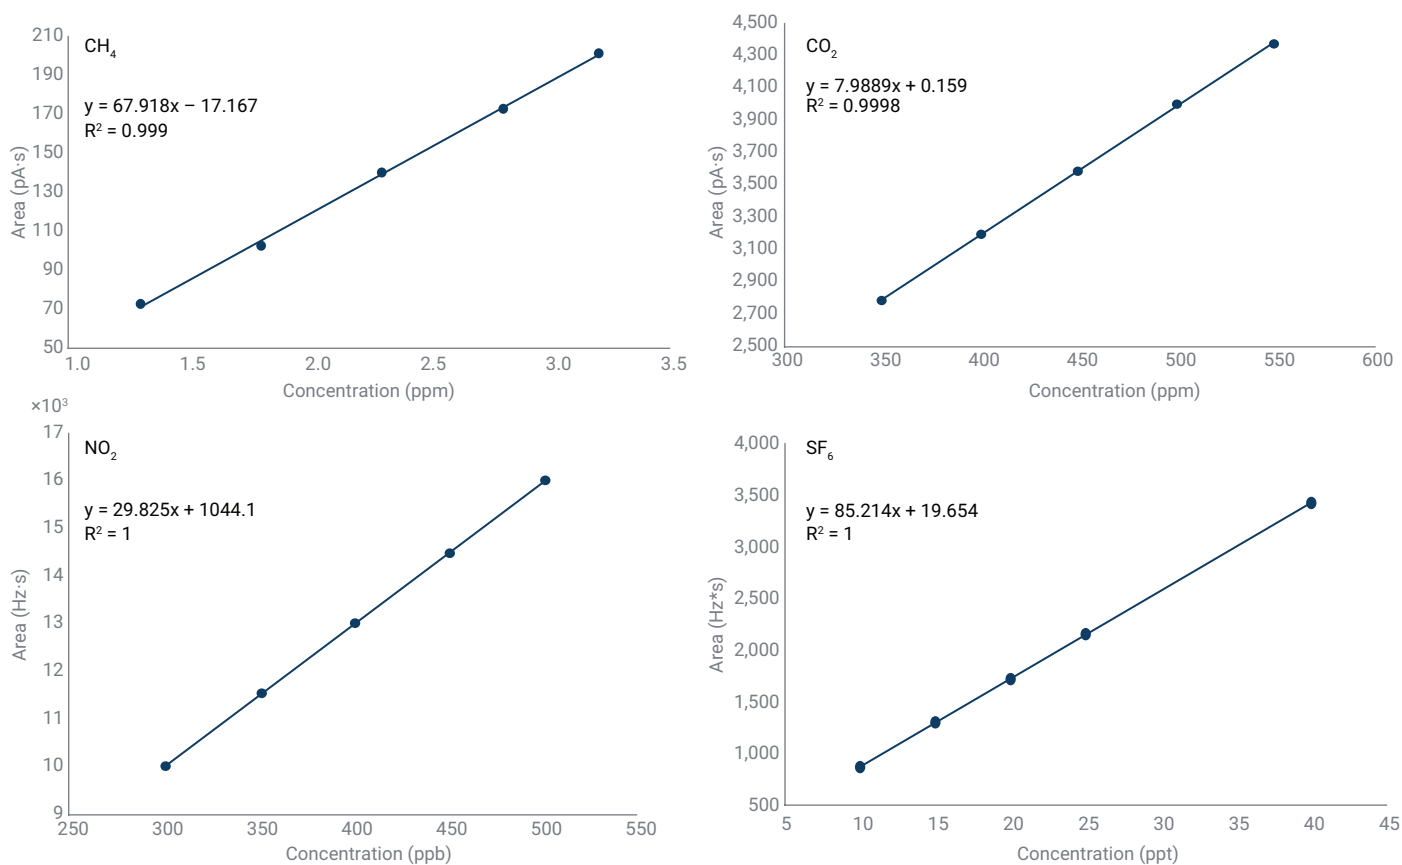 CH₄
y = 67.918x – 17.167
R² = 0.999
Area (pA·s)
210
190
170
150
130
110
90
70
50
1.0 1.5 2.0 2.5 3.0 3.5
Concentration (ppm)
CO₂
y = 7.9889x + 0.159
R² = 0.9998
Area (pA·s)
4,500
4,300
4,100
3,900
3,700
3,500
3,300
3,100
2,900
2,700
2,500
300 350 400 450 500 550 600
Concentration (ppm)
×10³
NO₂
y = 29.825x + 1044.1
R² = 1
Area (Hz·s)
17
16
15
14
13
12
11
10
9
250 300 350 400 450 500 550
Concentration (ppb)
SF₆
y = 85.214x + 19.654
R² = 1
Area (Hz*s)
4,000
3,500
3,000
2,500
2,000
1,500
1,000
500
5 10 15 20 25 30 35 40 45
Concentration (ppt)